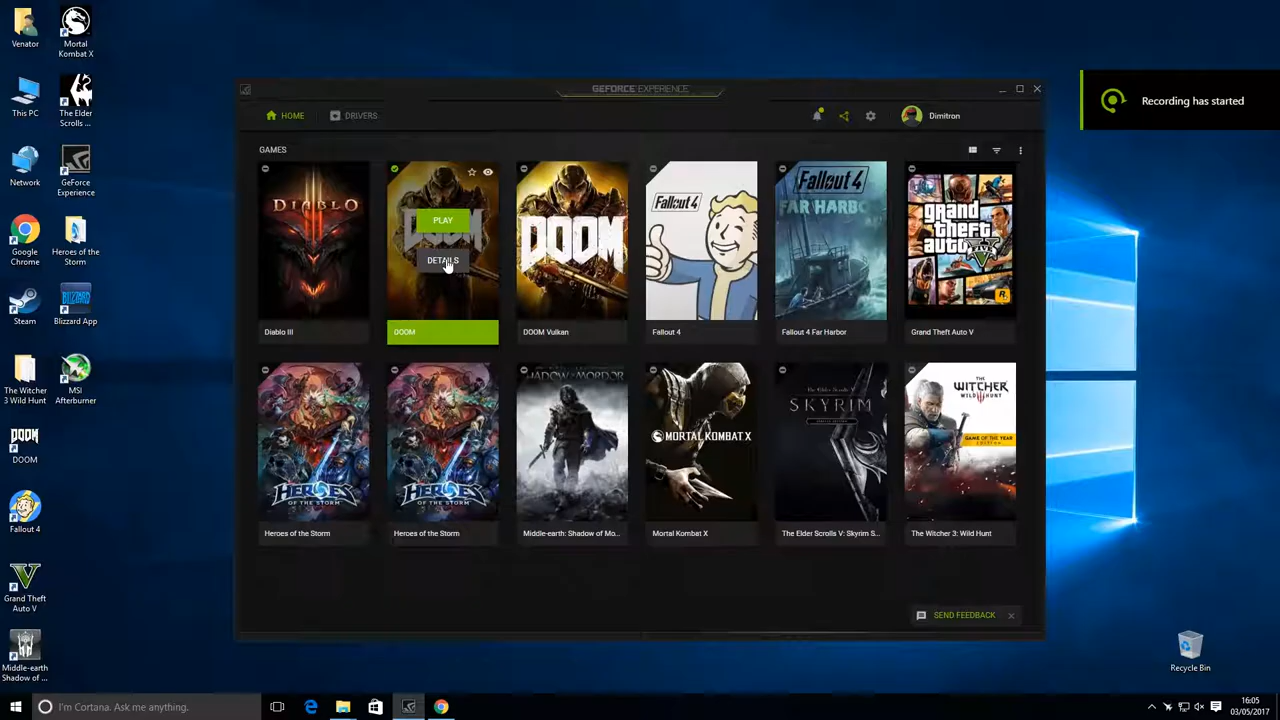 Venator
Mortal
Kombat X
This PC
The Elder
Scrolls ...
Network
GeForce
Experience
Google
Chrome
Heroes of the
Storm
Steam
Blizzard App
The Witcher
3 Wild Hunt
MSI
Afterburner
DOOM
DOOM
Fallout 4
Grand Theft
Auto V
Middle-earth
Shadow of ...
GEFORCE EXPERIENCE
HOME
DRIVERS
Dimitron
GAMES
DIABLO
III
Diablo III
DOOM
PLAY
DETAILS
DOOM
DOOM
DOOM Vulkan
Fallout 4
Fallout 4
Fallout 4
FAR HARBOR
Fallout 4 Far Harbor
grand
theft
auto
V
R
Grand Theft Auto V
HEROES
OF THE STORM
Heroes of the Storm
HEROES
OF THE STORM
Heroes of the Storm
SHADOW OF MORDOR
Middle-earth: Shadow of Mo...
MORTAL KOMBAT X
Mortal Kombat X
The Elder Scrolls
SKYRIM
SPECIAL EDITION
The Elder Scrolls V: Skyrim S...
THE
WITCHER
WILD HUNT
GAME OF THE YEAR
EDITION
The Witcher 3: Wild Hunt
SEND FEEDBACK
Recording has started
Recycle Bin
I'm Cortana. Ask me anything.
16:05
03/05/2017